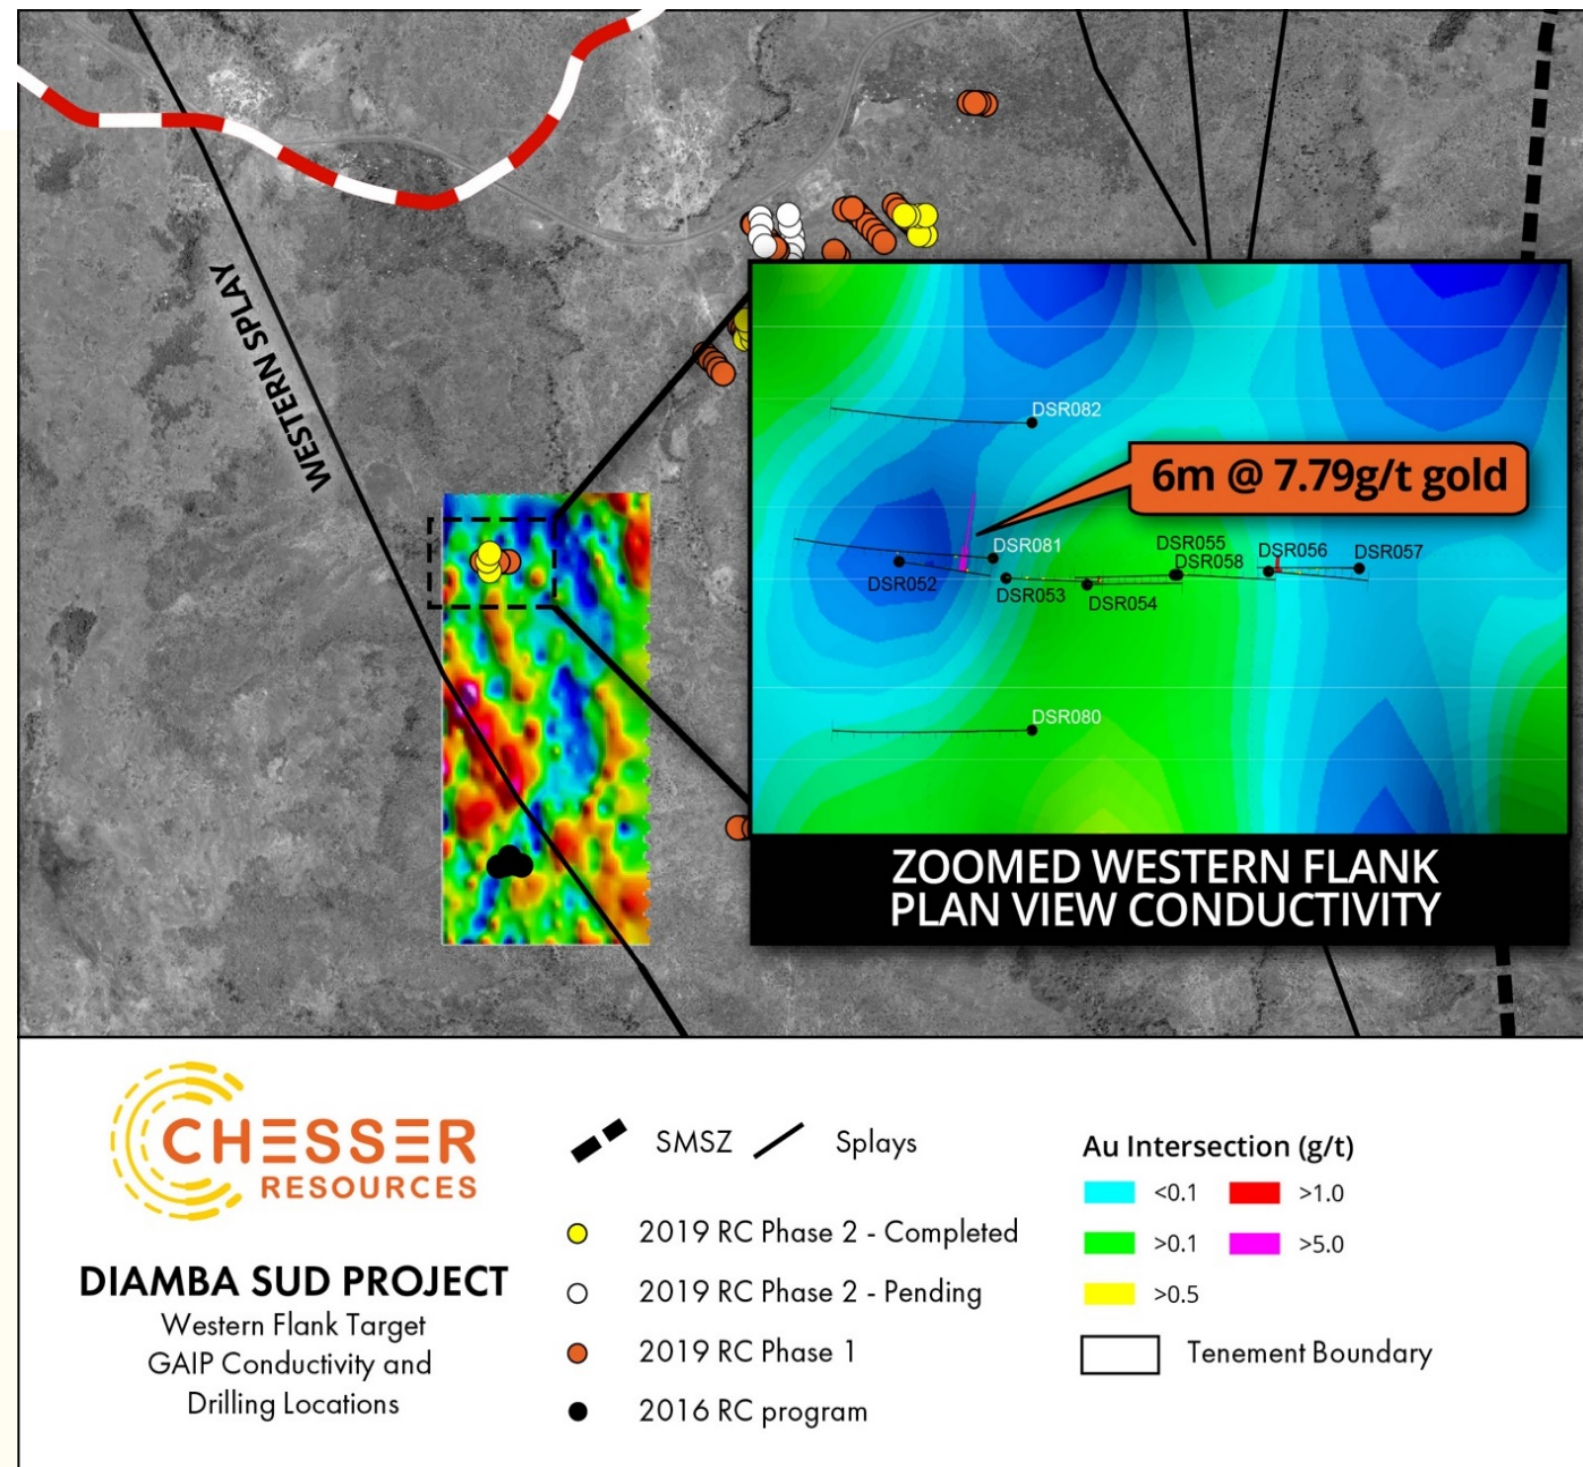 WESTERN SPLAY
DSR082
6m @ 7.79g/t gold
DSR081
DSR055
DSR058
DSR056
DSR057
DSR052
DSR053
DSR054
DSR080
ZOOMED WESTERN FLANK
PLAN VIEW CONDUCTIVITY
CHESSER
RESOURCES
DIAMBA SUD PROJECT
Western Flank Target
GAIP Conductivity and
Drilling Locations
SMSZ
Splays
2019 RC Phase 2 - Completed
2019 RC Phase 2 - Pending
2019 RC Phase 1
2016 RC program
Au Intersection (g/t)
<0.1
>1.0
>0.1
>5.0
>0.5
Tenement Boundary